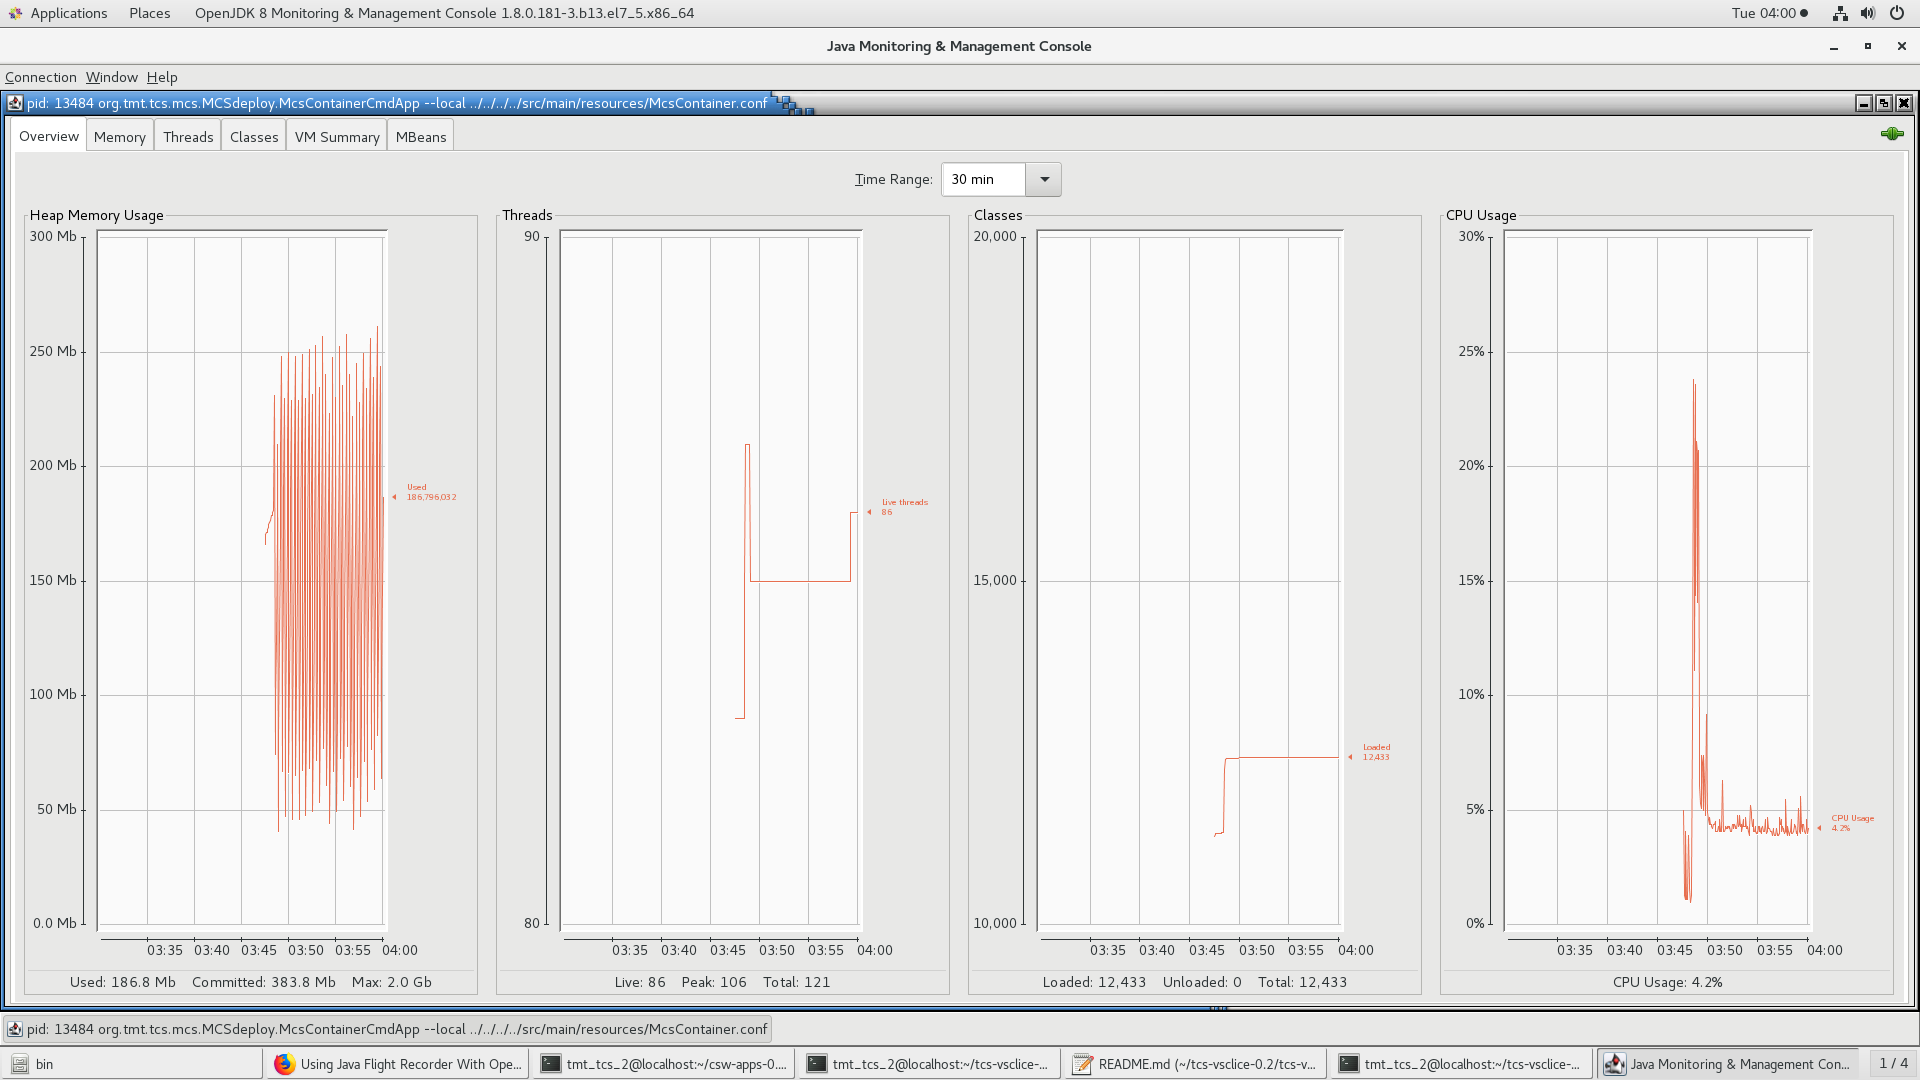 Applications Places OpenJDK 8 Monitoring & Management Console 1.8.0.181-3.b13.el7_5.x86_64 Tue 04:00
Java Monitoring & Management Console
Connection Window Help
pid: 13484 org.tmt.tcs.mcs.MCSdeploy.McsContainerCmdApp --local ../../../../src/main/resources/McsContainer.conf
Overview Memory Threads Classes VM Summary MBeans
Time Range: 30 min
Heap Memory Usage
300 Mb
250 Mb
200 Mb
150 Mb
100 Mb
50 Mb
0.0 Mb
Used
186,796,032
03:35 03:40 03:45 03:50 03:55 04:00
Used: 186.8 Mb Committed: 383.8 Mb Max: 2.0 Gb
Threads
90
80
Live threads
86
03:35 03:40 03:45 03:50 03:55 04:00
Live: 86 Peak: 106 Total: 121
Classes
20,000
15,000
10,000
Loaded
12,433
03:35 03:40 03:45 03:50 03:55 04:00
Loaded: 12,433 Unloaded: 0 Total: 12,433
CPU Usage
30%
25%
20%
15%
10%
5%
0%
CPU Usage
4.2%
03:35 03:40 03:45 03:50 03:55 04:00
CPU Usage: 4.2%
pid: 13484 org.tmt.tcs.mcs.MCSdeploy.McsContainerCmdApp --local ../../../../src/main/resources/McsContainer.conf
bin Using Java Flight Recorder With Ope... tmt_tcs_2@localhost:~/csw-apps-0.... tmt_tcs_2@localhost:~/tcs-vsclice-... README.md (~/tcs-vsclice-0.2/tcs-v... tmt_tcs_2@localhost:~/tcs-vsclice-... Java Monitoring & Management Con... 1 / 4